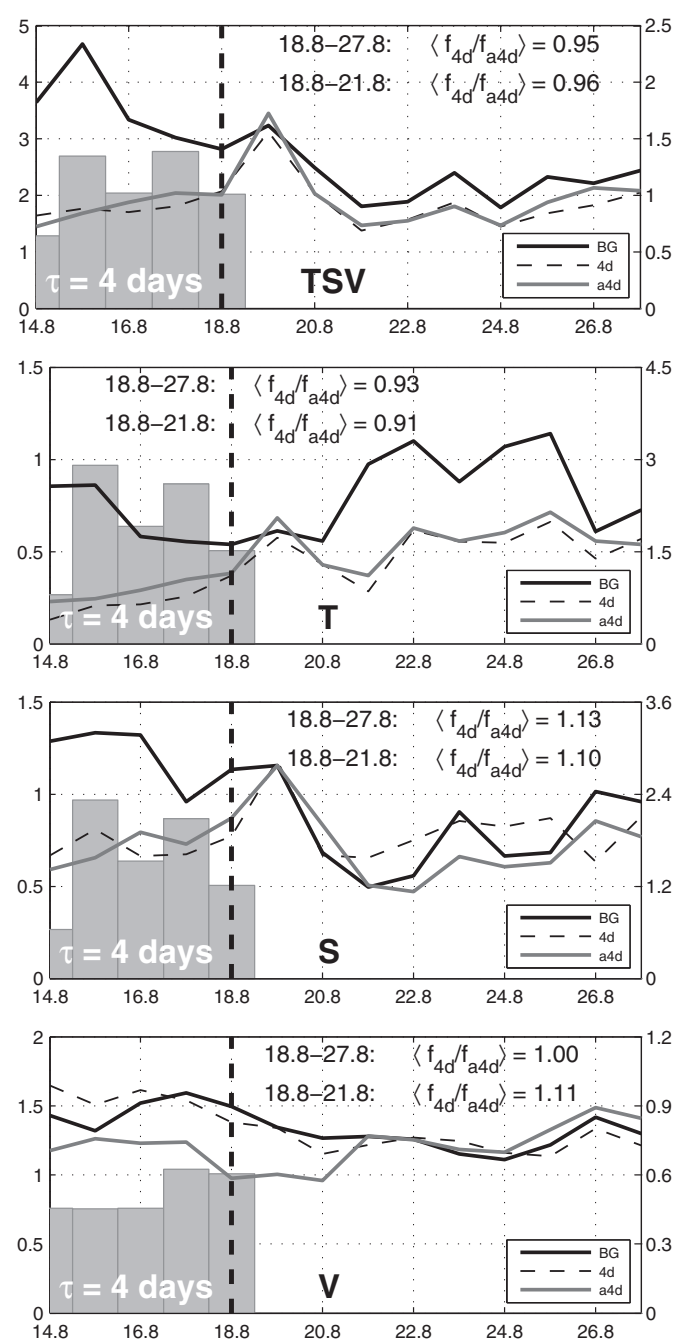 5
2.5
18.8–27.8: ⟨ f4d/fa4d⟩ = 0.95
4
2
18.8–21.8: ⟨ f4d/fa4d⟩ = 0.96
3
1.5
2
1
1
0.5
BG
4d
a4d
τ = 4 days
TSV
0
0
14.8 16.8 18.8 20.8 22.8 24.8 26.8
1.5
4.5
18.8–27.8: ⟨ f4d/fa4d⟩ = 0.93
18.8–21.8: ⟨ f4d/fa4d⟩ = 0.91
1
3
0.5
1.5
BG
4d
a4d
τ = 4 days
T
0
0
14.8 16.8 18.8 20.8 22.8 24.8 26.8
1.5
3.6
18.8–27.8: ⟨ f4d/fa4d⟩ = 1.13
18.8–21.8: ⟨ f4d/fa4d⟩ = 1.10
1
2.4
0.5
1.2
BG
4d
a4d
τ = 4 days
S
0
0
14.8 16.8 18.8 20.8 22.8 24.8 26.8
2
1.2
18.8–27.8: ⟨ f4d/fa4d⟩ = 1.00
18.8–21.8: ⟨ f4d/fa4d⟩ = 1.11
1.5
0.9
1
0.6
0.5
0.3
BG
4d
a4d
τ = 4 days
V
0
0
14.8 16.8 18.8 20.8 22.8 24.8 26.8